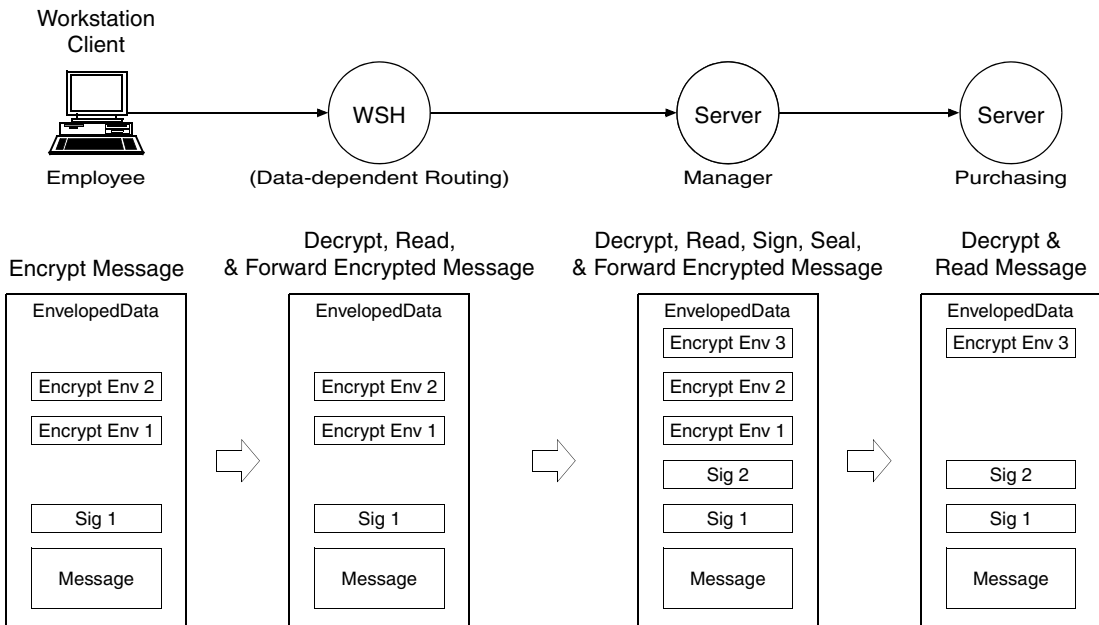 Workstation
Client
WSH
Server
Server
Employee
(Data-dependent Routing)
Manager
Purchasing
Encrypt Message
Decrypt, Read,
& Forward Encrypted Message
Decrypt, Read, Sign, Seal,
& Forward Encrypted Message
Decrypt &
Read Message
EnvelopedData
Encrypt Env 2
Encrypt Env 1
Sig 1
Message
EnvelopedData
Encrypt Env 2
Encrypt Env 1
Sig 1
Message
EnvelopedData
Encrypt Env 3
Encrypt Env 2
Encrypt Env 1
Sig 2
Sig 1
Message
EnvelopedData
Encrypt Env 3
Sig 2
Sig 1
Message